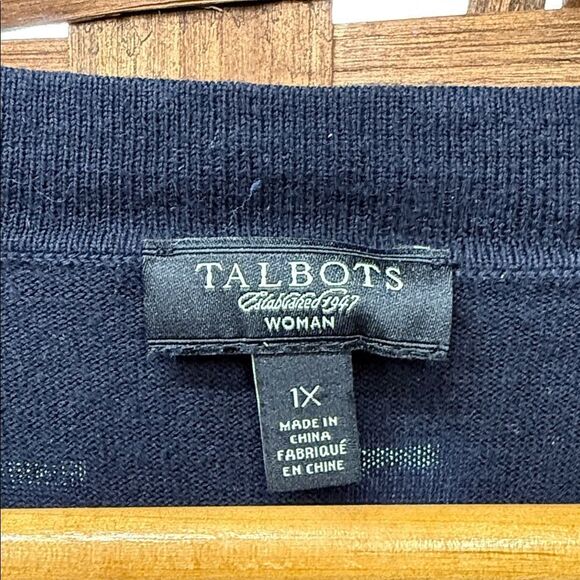 TALBOTS
Established 1947
WOMAN
1X
MADE IN
CHINA
FABRIQUÉ
EN CHINE